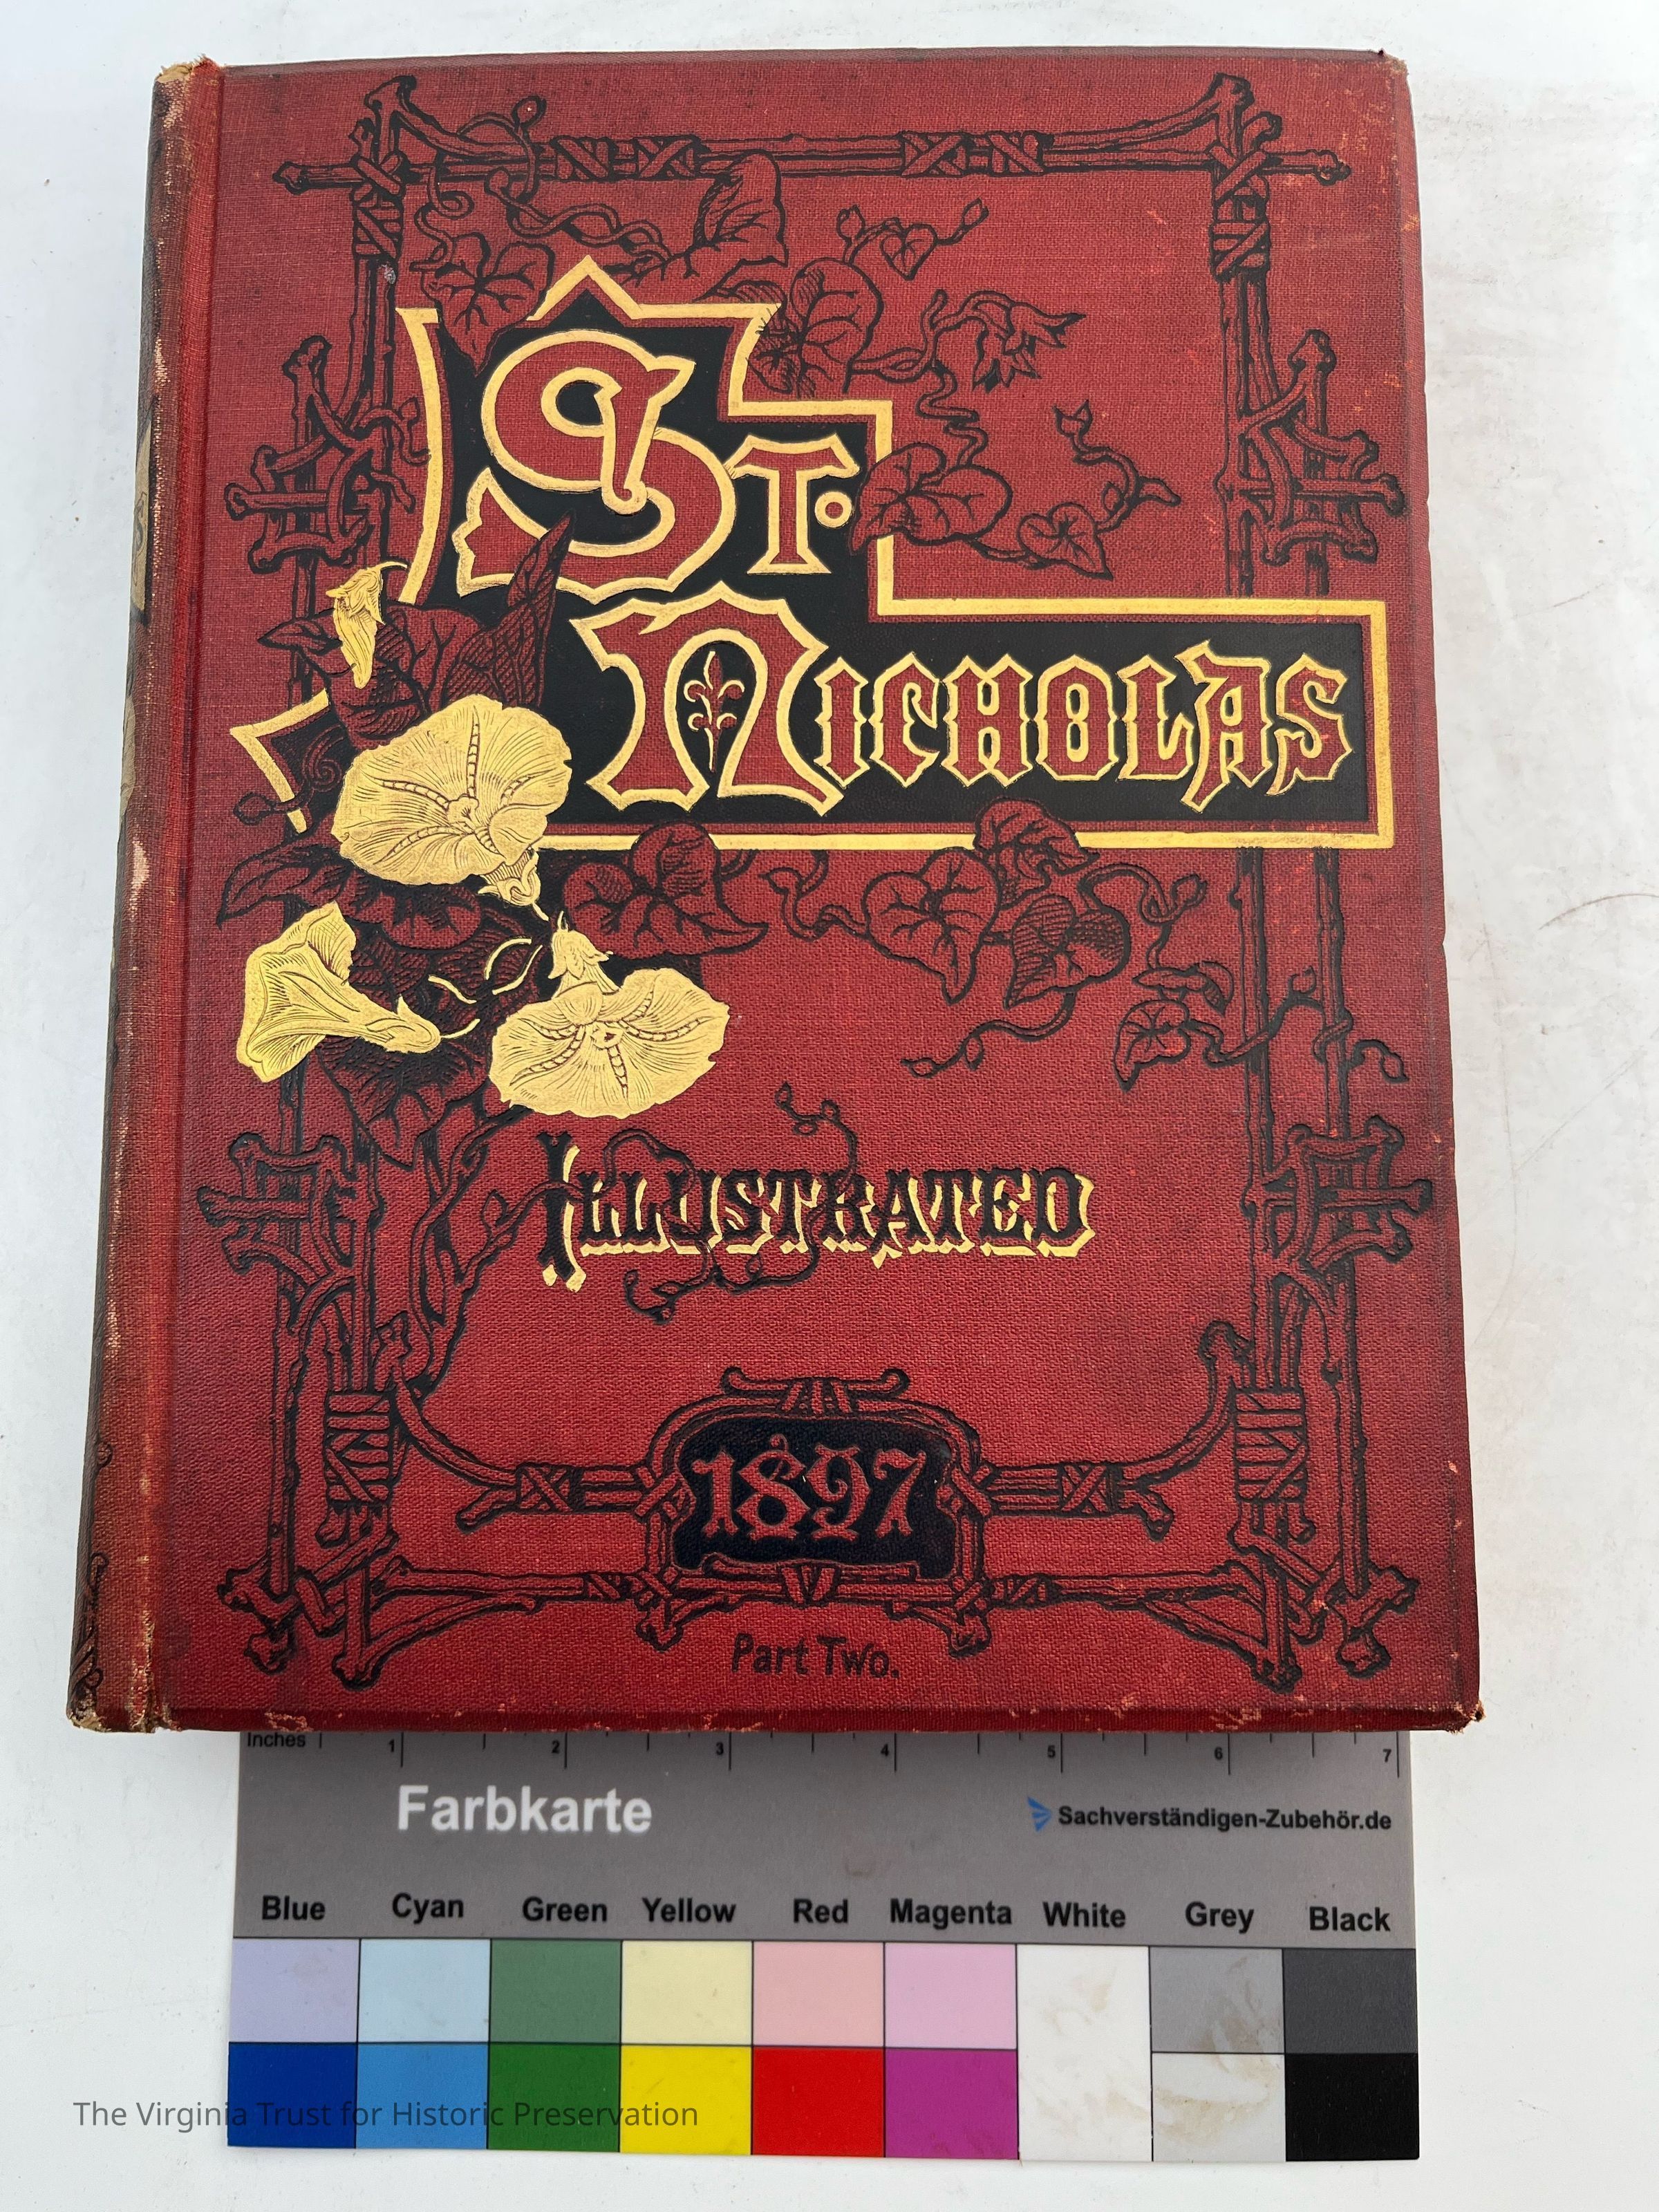 St.
Nicholas
Illustrated
1897
Part Two.
Inches 1 2 3 4 5 6 7
Farbkarte
Sachverständigen-Zubehör.de
Blue Cyan Green Yellow Red Magenta White Grey Black
The Virginia Trust for Historic Preservation